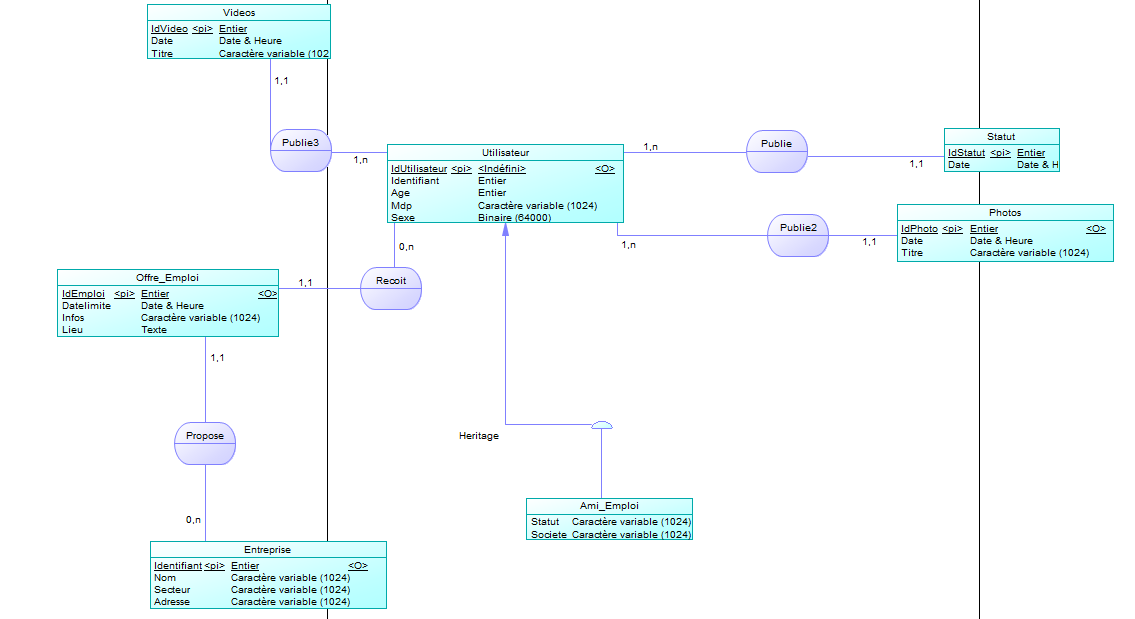 Videos
IdVideo <pi> Entier
Date Date & Heure
Titre Caractère variable (102
1,1
Publie3
1,n
Utilisateur
IdUtilisateur <pi> <Indéfini> <O>
Identifiant Entier
Age Entier
Mdp Caractère variable (1024)
Sexe Binaire (64000)
1,n
Publie
1,1
Statut
IdStatut <pi> Entier
Date Date & H
1,n
Publie2
1,1
Photos
IdPhoto <pi> Entier <O>
Date Date & Heure
Titre Caractère variable (1024)
0,n
Recoit
1,1
Offre_Emploi
IdEmploi <pi> Entier <O>
Datelimite Date & Heure
Infos Caractère variable (1024)
Lieu Texte
1,1
Propose
0,n
Heritage
Ami_Emploi
Statut Caractère variable (1024)
Societe Caractère variable (1024)
Entreprise
Identifiant <pi> Entier <O>
Nom Caractère variable (1024)
Secteur Caractère variable (1024)
Adresse Caractère variable (1024)